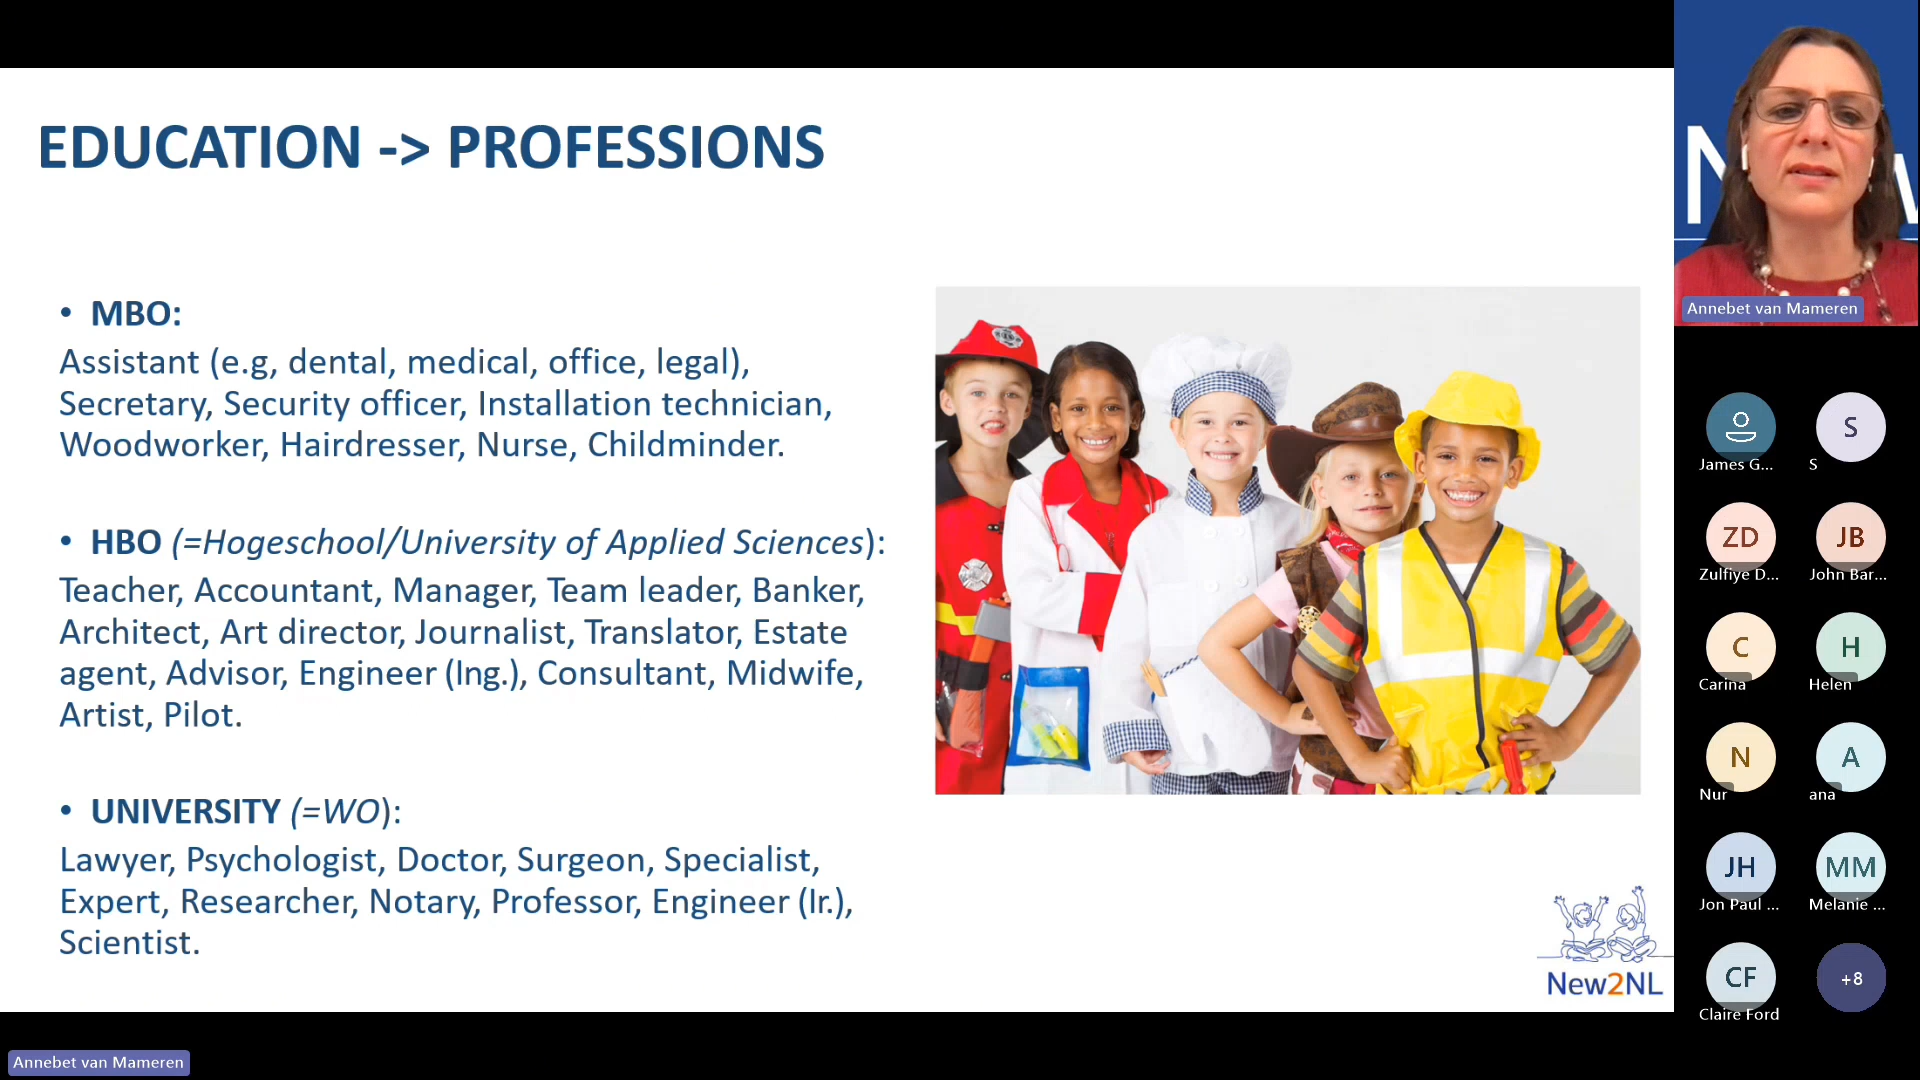 EDUCATION -> PROFESSIONS
• MBO:
Assistant (e.g, dental, medical, office, legal),
Secretary, Security officer, Installation technician,
Woodworker, Hairdresser, Nurse, Childminder.
• HBO (=Hogeschool/University of Applied Sciences):
Teacher, Accountant, Manager, Team leader, Banker,
Architect, Art director, Journalist, Translator, Estate
agent, Advisor, Engineer (Ing.), Consultant, Midwife,
Artist, Pilot.
• UNIVERSITY (=WO):
Lawyer, Psychologist, Doctor, Surgeon, Specialist,
Expert, Researcher, Notary, Professor, Engineer (Ir.),
Scientist.
New2NL
Annebet van Mameren
Annebet van Mameren
James G...
S
S
ZD
Zulfiye D...
JB
John Bar...
C
Carina
H
Helen
N
Nur
A
ana
JH
Jon Paul ...
MM
Melanie ...
CF
Claire Ford
+8